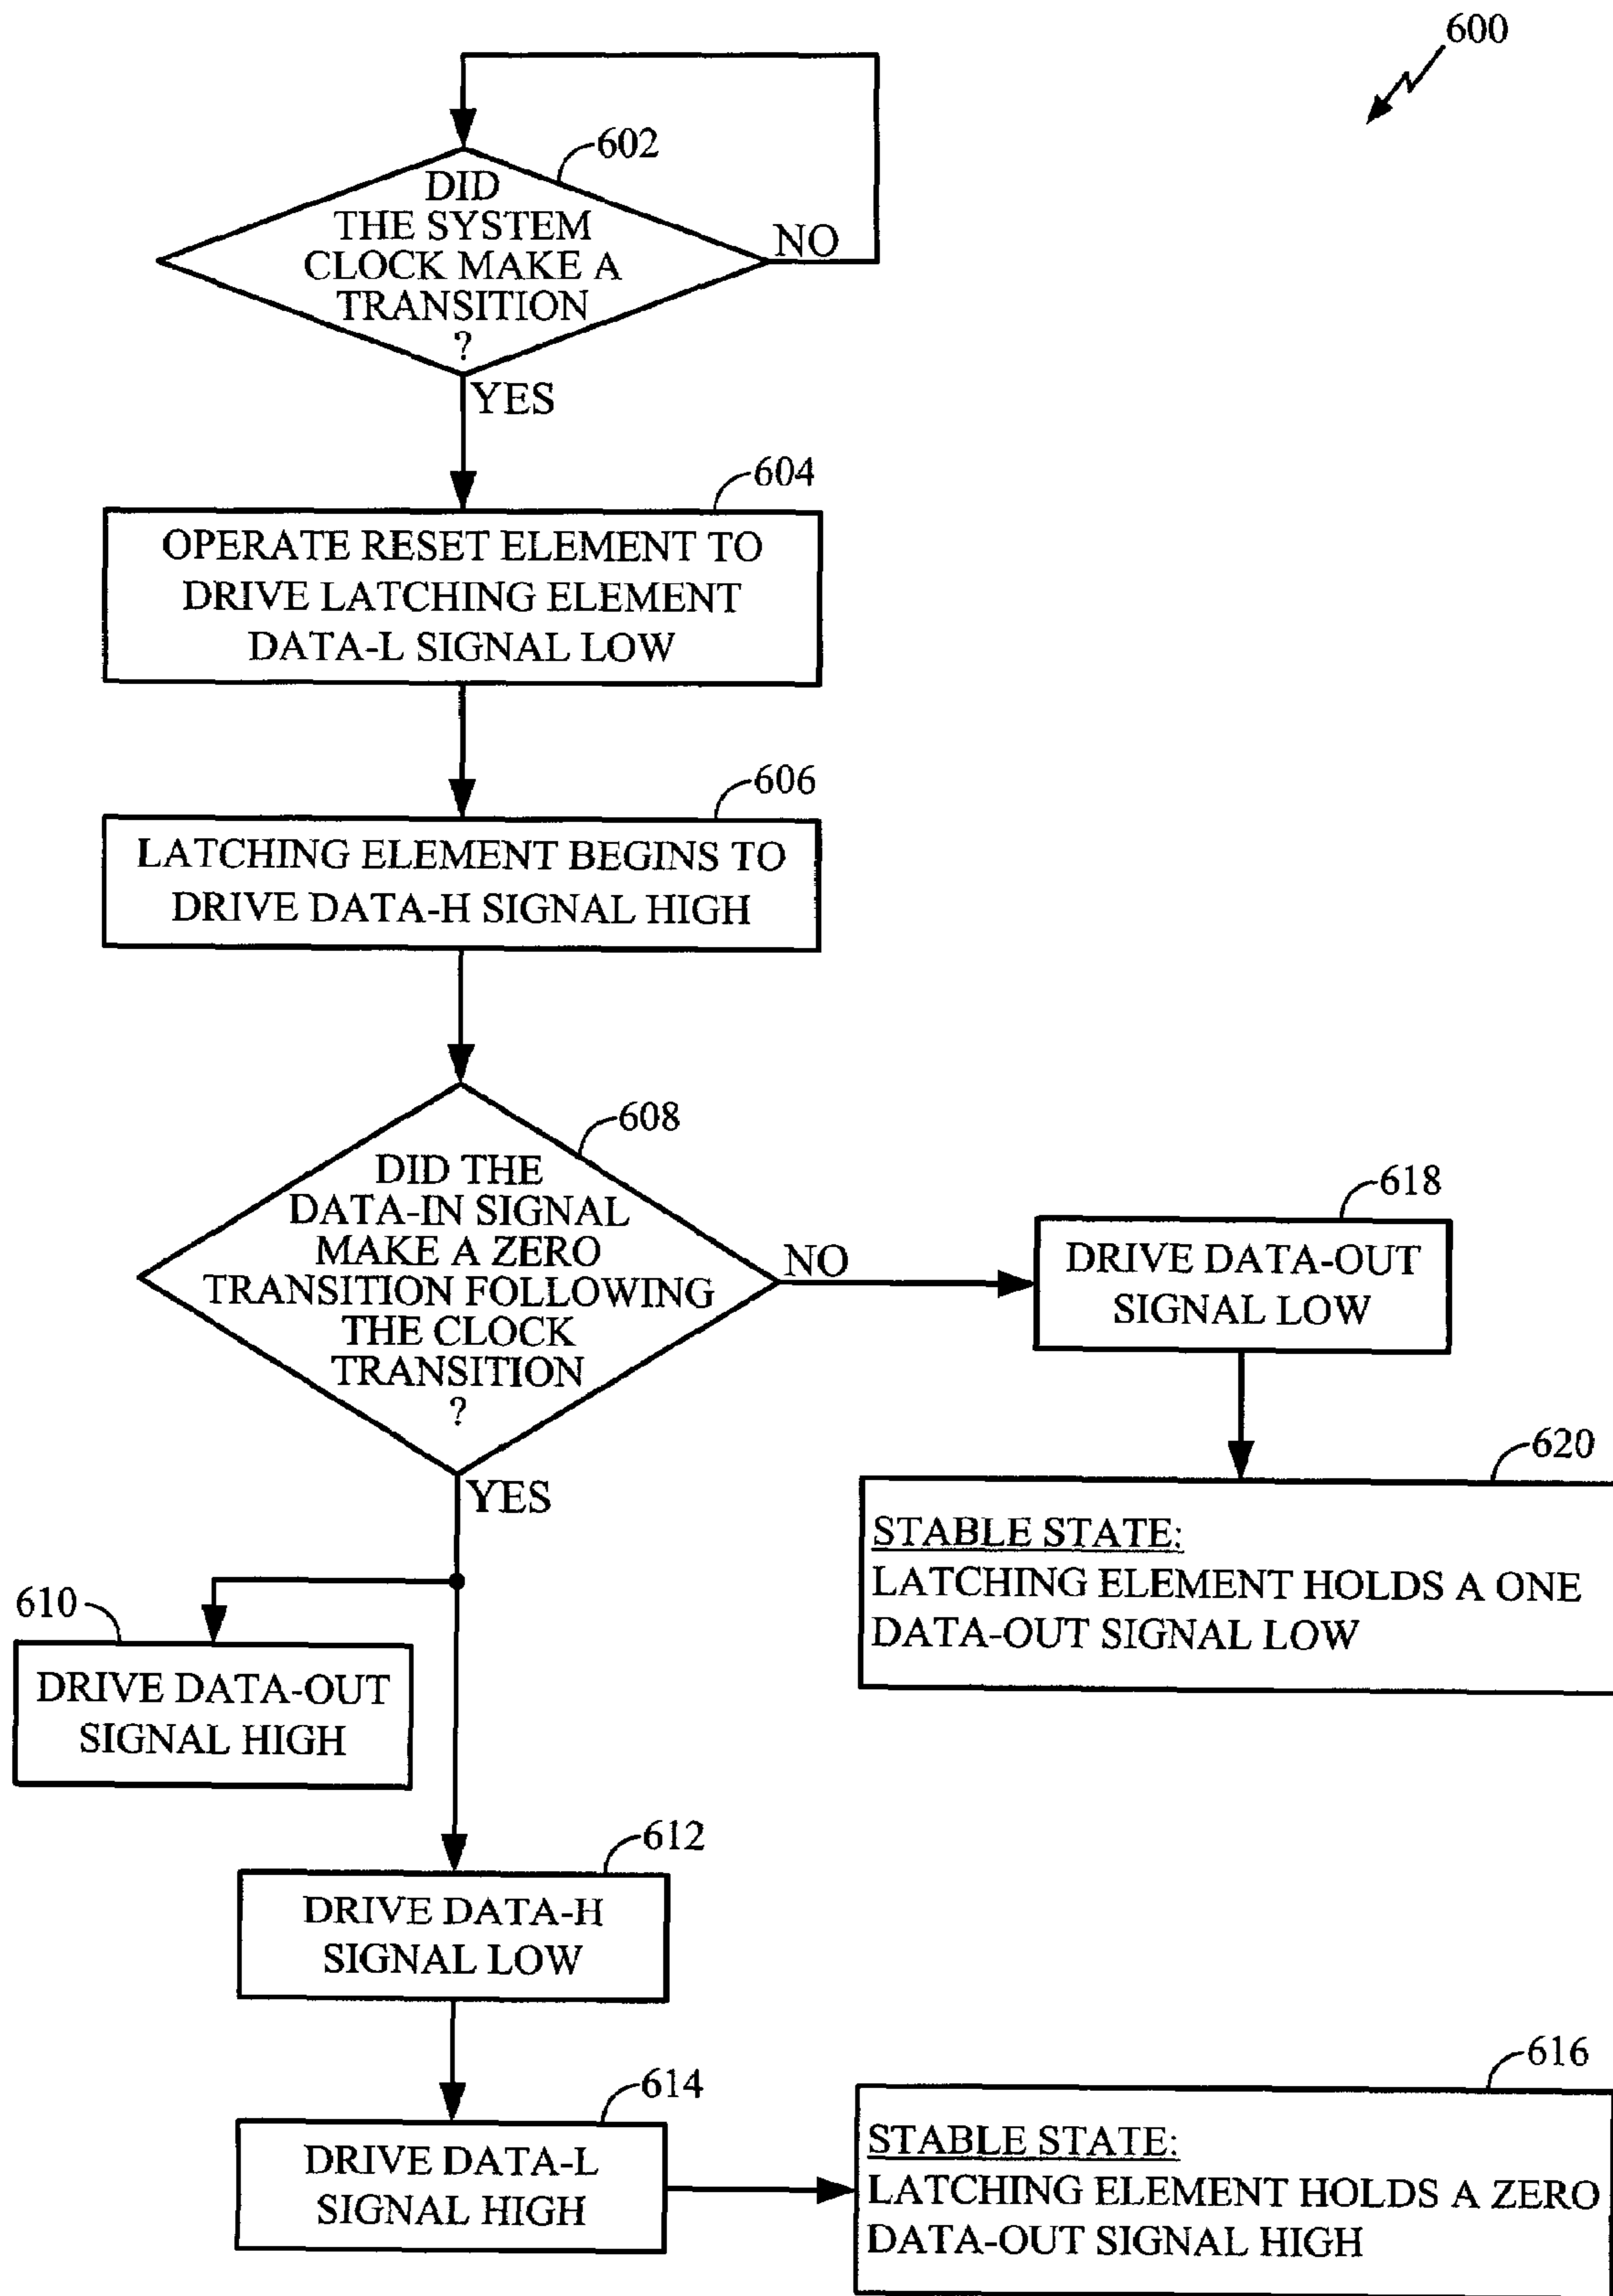 600
602
DID
THE SYSTEM
CLOCK MAKE A
TRANSITION
?
NO
YES
604
OPERATE RESET ELEMENT TO
DRIVE LATCHING ELEMENT
DATA-L SIGNAL LOW
606
LATCHING ELEMENT BEGINS TO
DRIVE DATA-H SIGNAL HIGH
608
DID THE
DATA-IN SIGNAL
MAKE A ZERO
TRANSITION FOLLOWING
THE CLOCK
TRANSITION
?
NO
YES
618
DRIVE DATA-OUT
SIGNAL LOW
620
STABLE STATE:
LATCHING ELEMENT HOLDS A ONE
DATA-OUT SIGNAL LOW
610
DRIVE DATA-OUT
SIGNAL HIGH
612
DRIVE DATA-H
SIGNAL LOW
614
DRIVE DATA-L
SIGNAL HIGH
616
STABLE STATE:
LATCHING ELEMENT HOLDS A ZERO
DATA-OUT SIGNAL HIGH